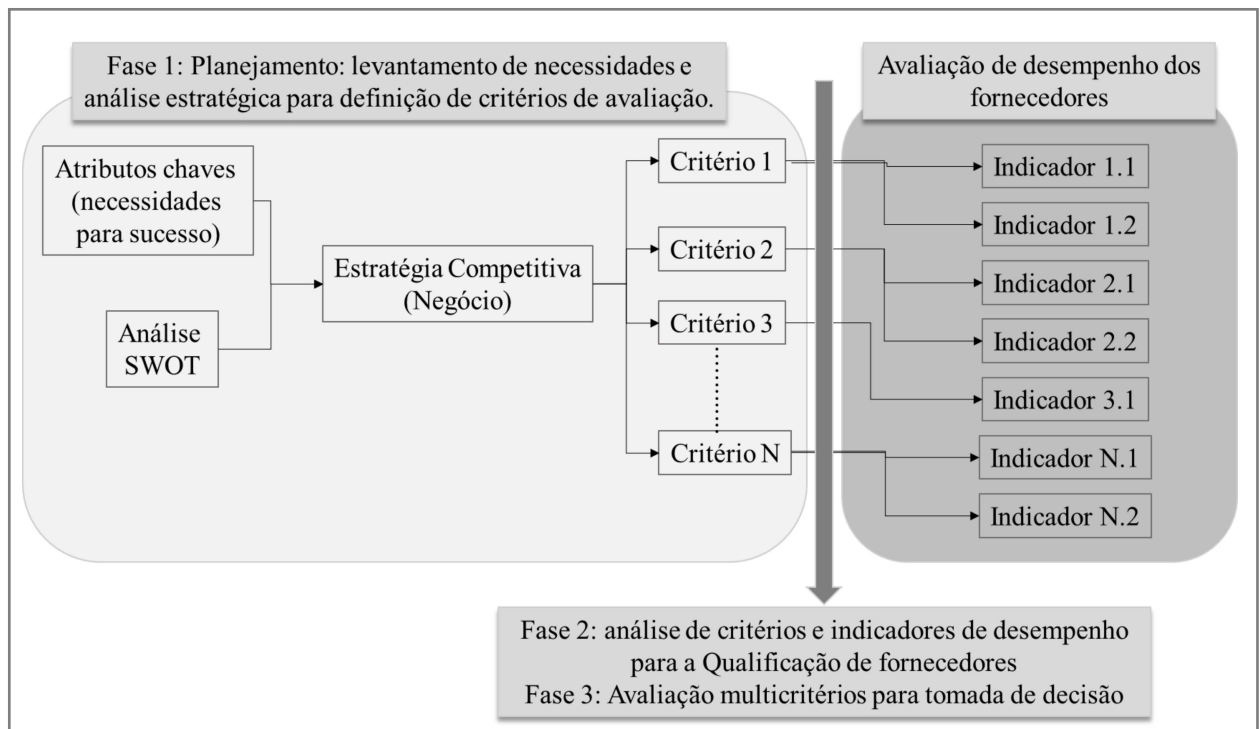 Fase 1: Planejamento: levantamento de necessidades e
análise estratégica para definição de critérios de avaliação.
Atributos chaves
(necessidades
para sucesso)
Análise
SWOT
Estratégia Competitiva
(Negócio)
Critério 1
Critério 2
Critério 3
Critério N
Avaliação de desempenho dos
fornecedores
Indicador 1.1
Indicador 1.2
Indicador 2.1
Indicador 2.2
Indicador 3.1
Indicador N.1
Indicador N.2
Fase 2: análise de critérios e indicadores de desempenho
para a Qualificação de fornecedores
Fase 3: Avaliação multicritérios para tomada de decisão